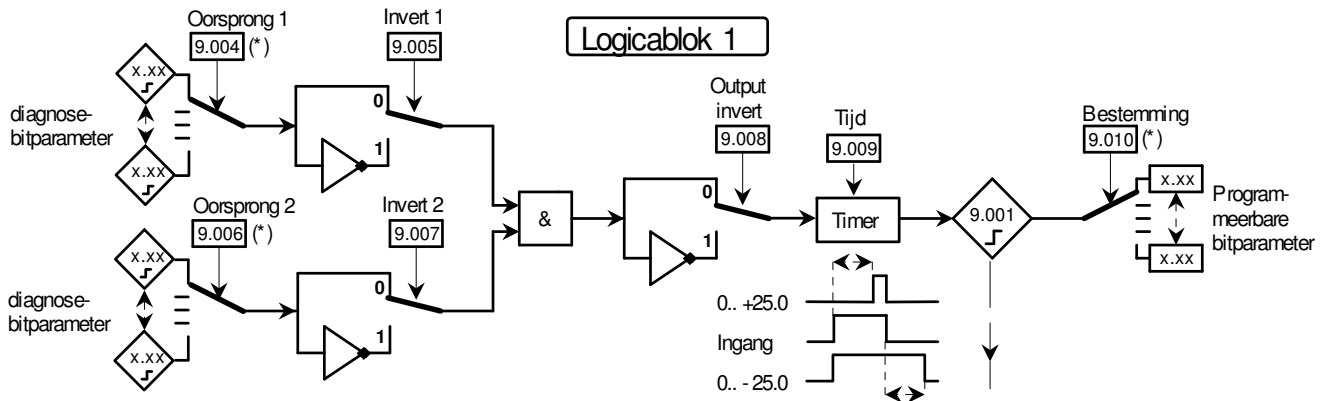 Logicablok 1
Oorsprong 1
9.004 (*)
Invert 1
9.005
x.xx
diagnose-
bitparameter
x.xx
0
1
Oorsprong 2
9.006 (*)
Invert 2
9.007
x.xx
diagnose-
bitparameter
x.xx
0
1
&
Output
invert
9.008
0
1
Tijd
9.009
Timer
9.001
Bestemming
9.010 (*)
x.xx
x.xx
Program-
meerbare
bitparameter
0.. +25.0
Ingang
0.. -25.0